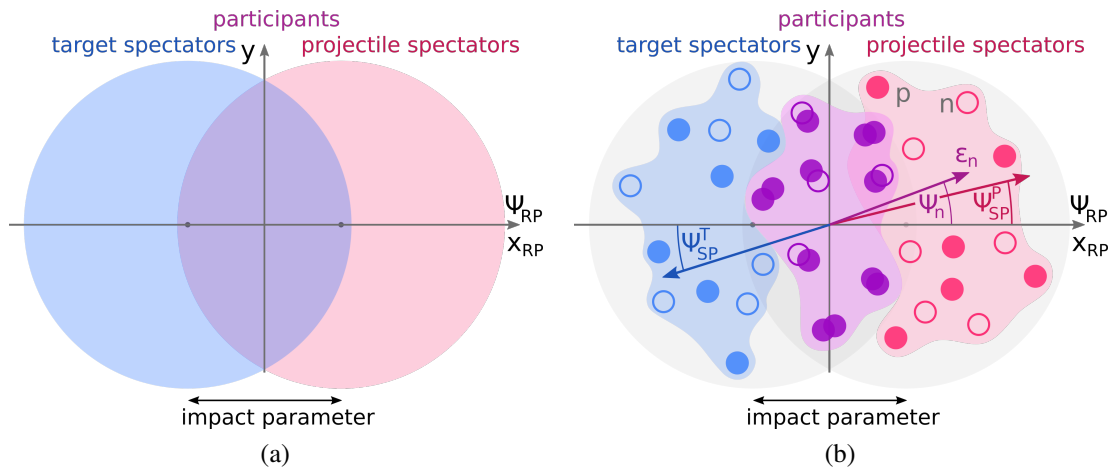 participants
target spectators
projectile spectators
y
Ψ_RP
x_RP
impact parameter
(a)
participants
target spectators
projectile spectators
y
p
n
ε_n
Ψ_n
Ψ_SP^P
Ψ_RP
x_RP
Ψ_SP^T
impact parameter
(b)